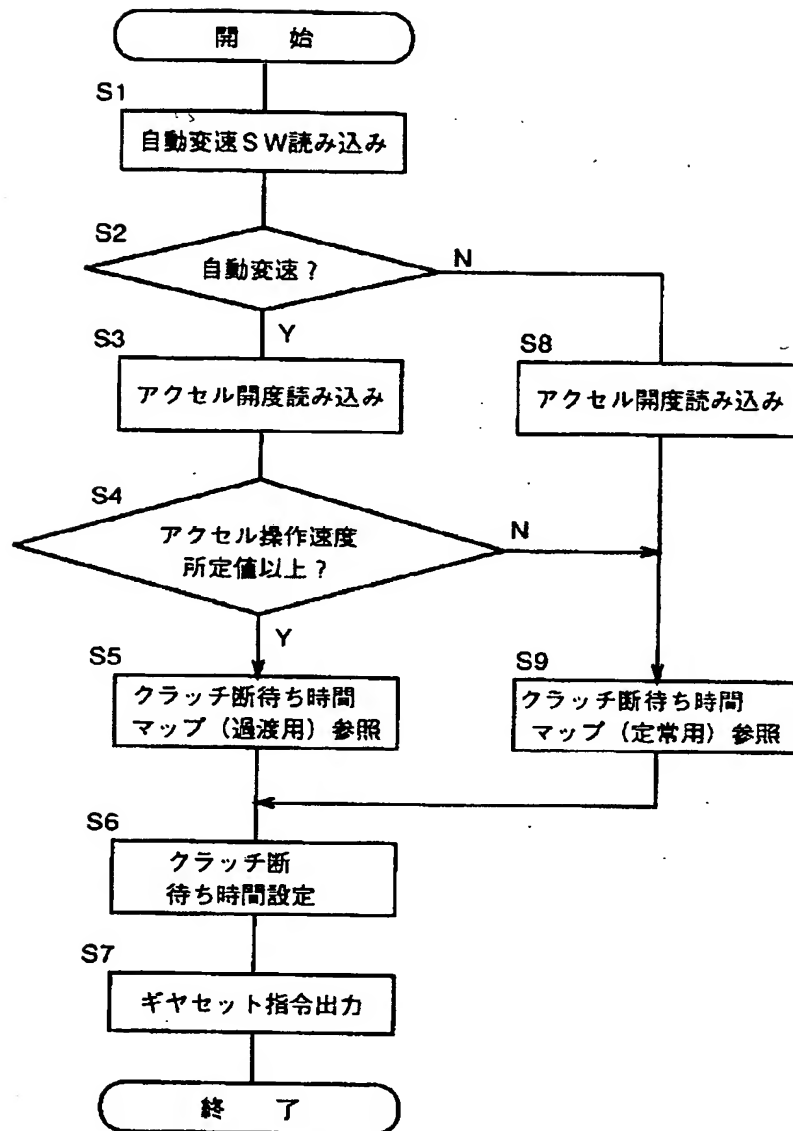 開 始
S1
自動変速SW読み込み
S2
自動変速?
N
Y
S3
アクセル開度読み込み
S8
アクセル開度読み込み
S4
アクセル操作速度
所定値以上?
N
Y
S5
クラッチ断待ち時間
マップ(過渡用)参照
S9
クラッチ断待ち時間
マップ(定常用)参照
S6
クラッチ断
待ち時間設定
S7
ギヤセット指令出力
終 了